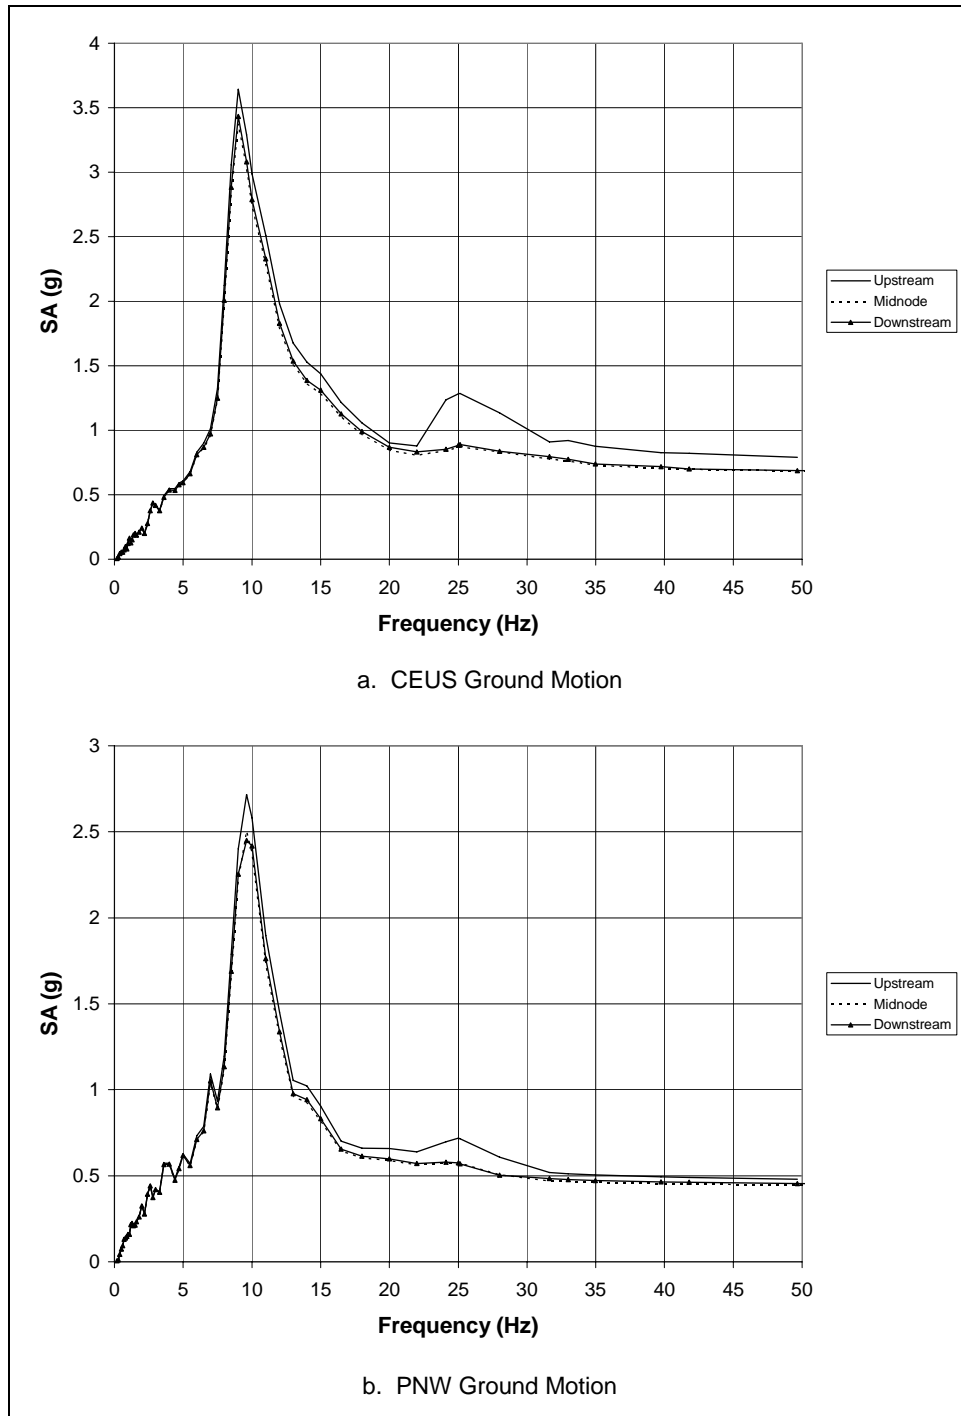 4
3.5
3
2.5
2
1.5
1
0.5
0
SA (g)
0 5 10 15 20 25 30 35 40 45 50
Frequency (Hz)
Upstream
Midnode
Downstream
a. CEUS Ground Motion
3
2.5
2
1.5
1
0.5
0
SA (g)
0 5 10 15 20 25 30 35 40 45 50
Frequency (Hz)
Upstream
Midnode
Downstream
b. PNW Ground Motion